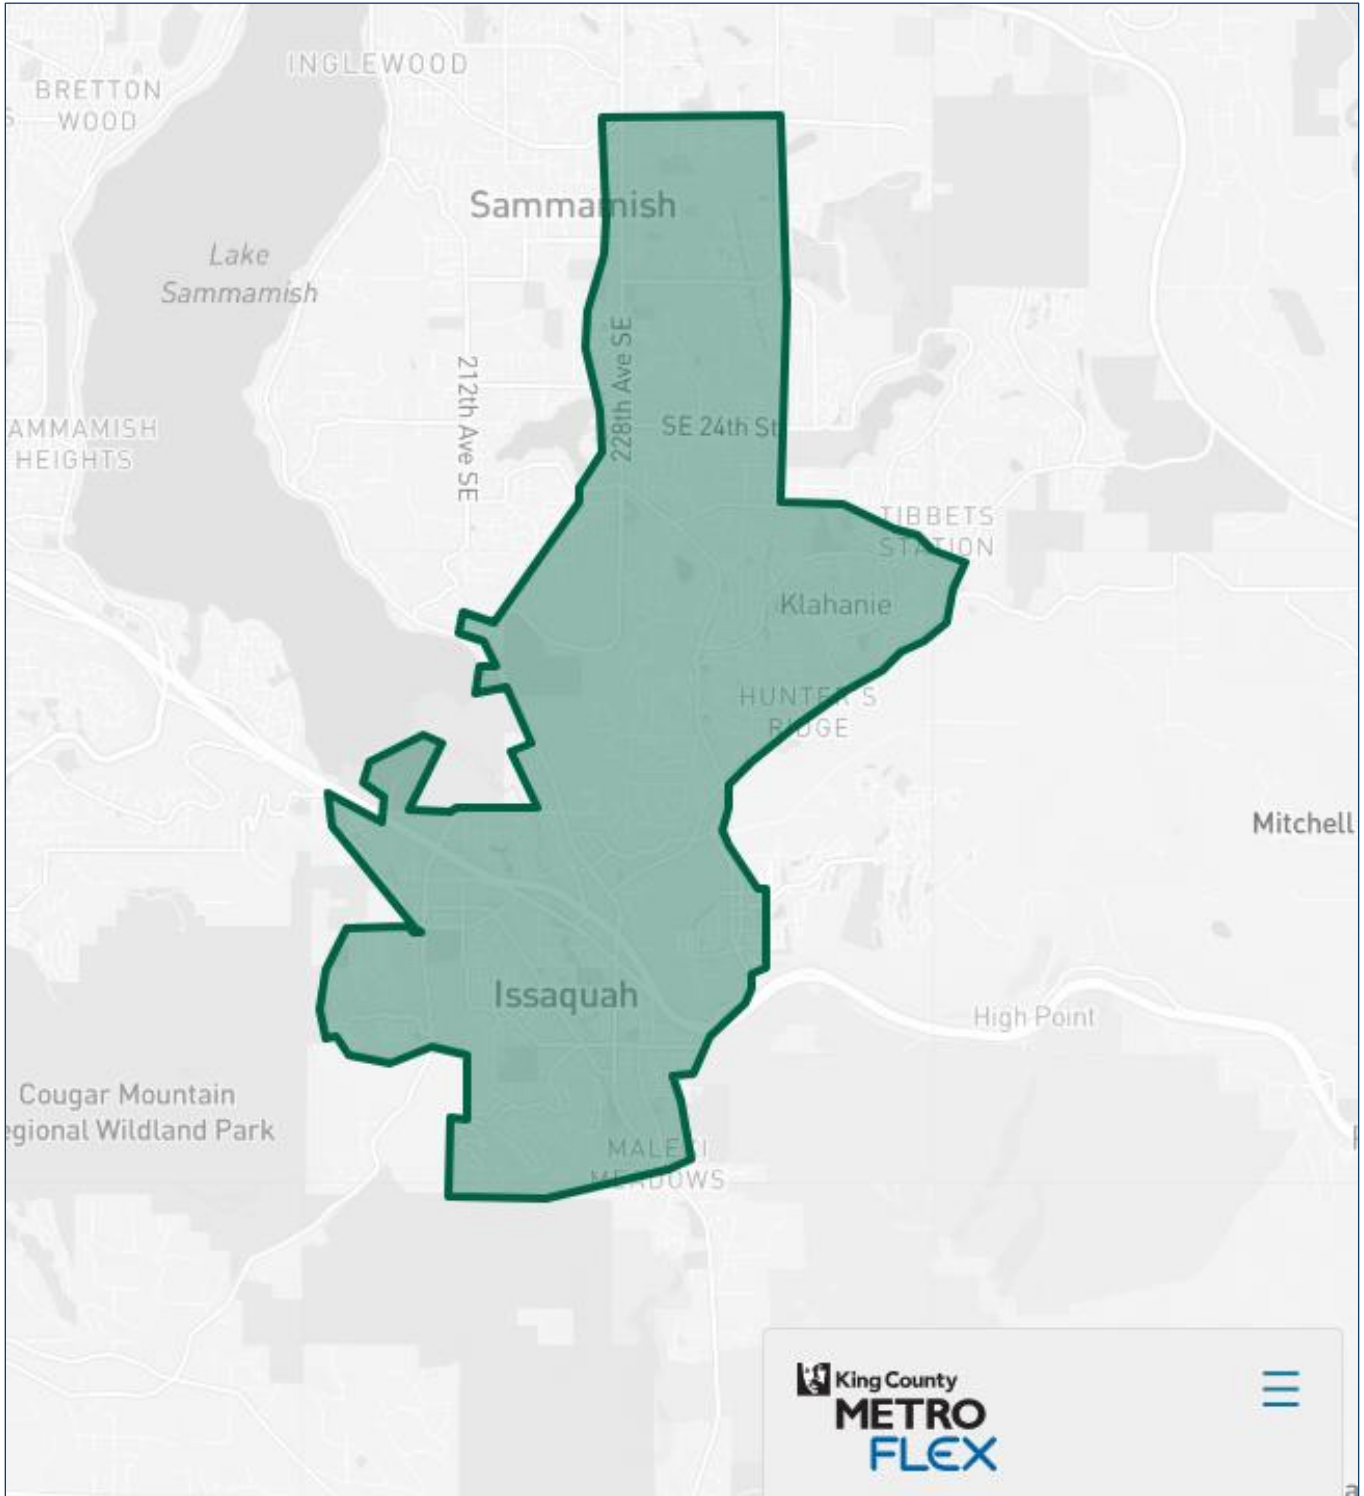 INGLEWOOD
BRETTON
WOOD
Sammamish
Lake
Sammamish
228th Ave SE
212th Ave SE
SE 24th St
AMMAMISH
HEIGHTS
TIBBETS
STATION
Klahanie
HUNTER'S
RIDGE
Mitchell
Issaquah
High Point
Cougar Mountain
egional Wildland Park
MEADOWS
King County
METRO
FLEX